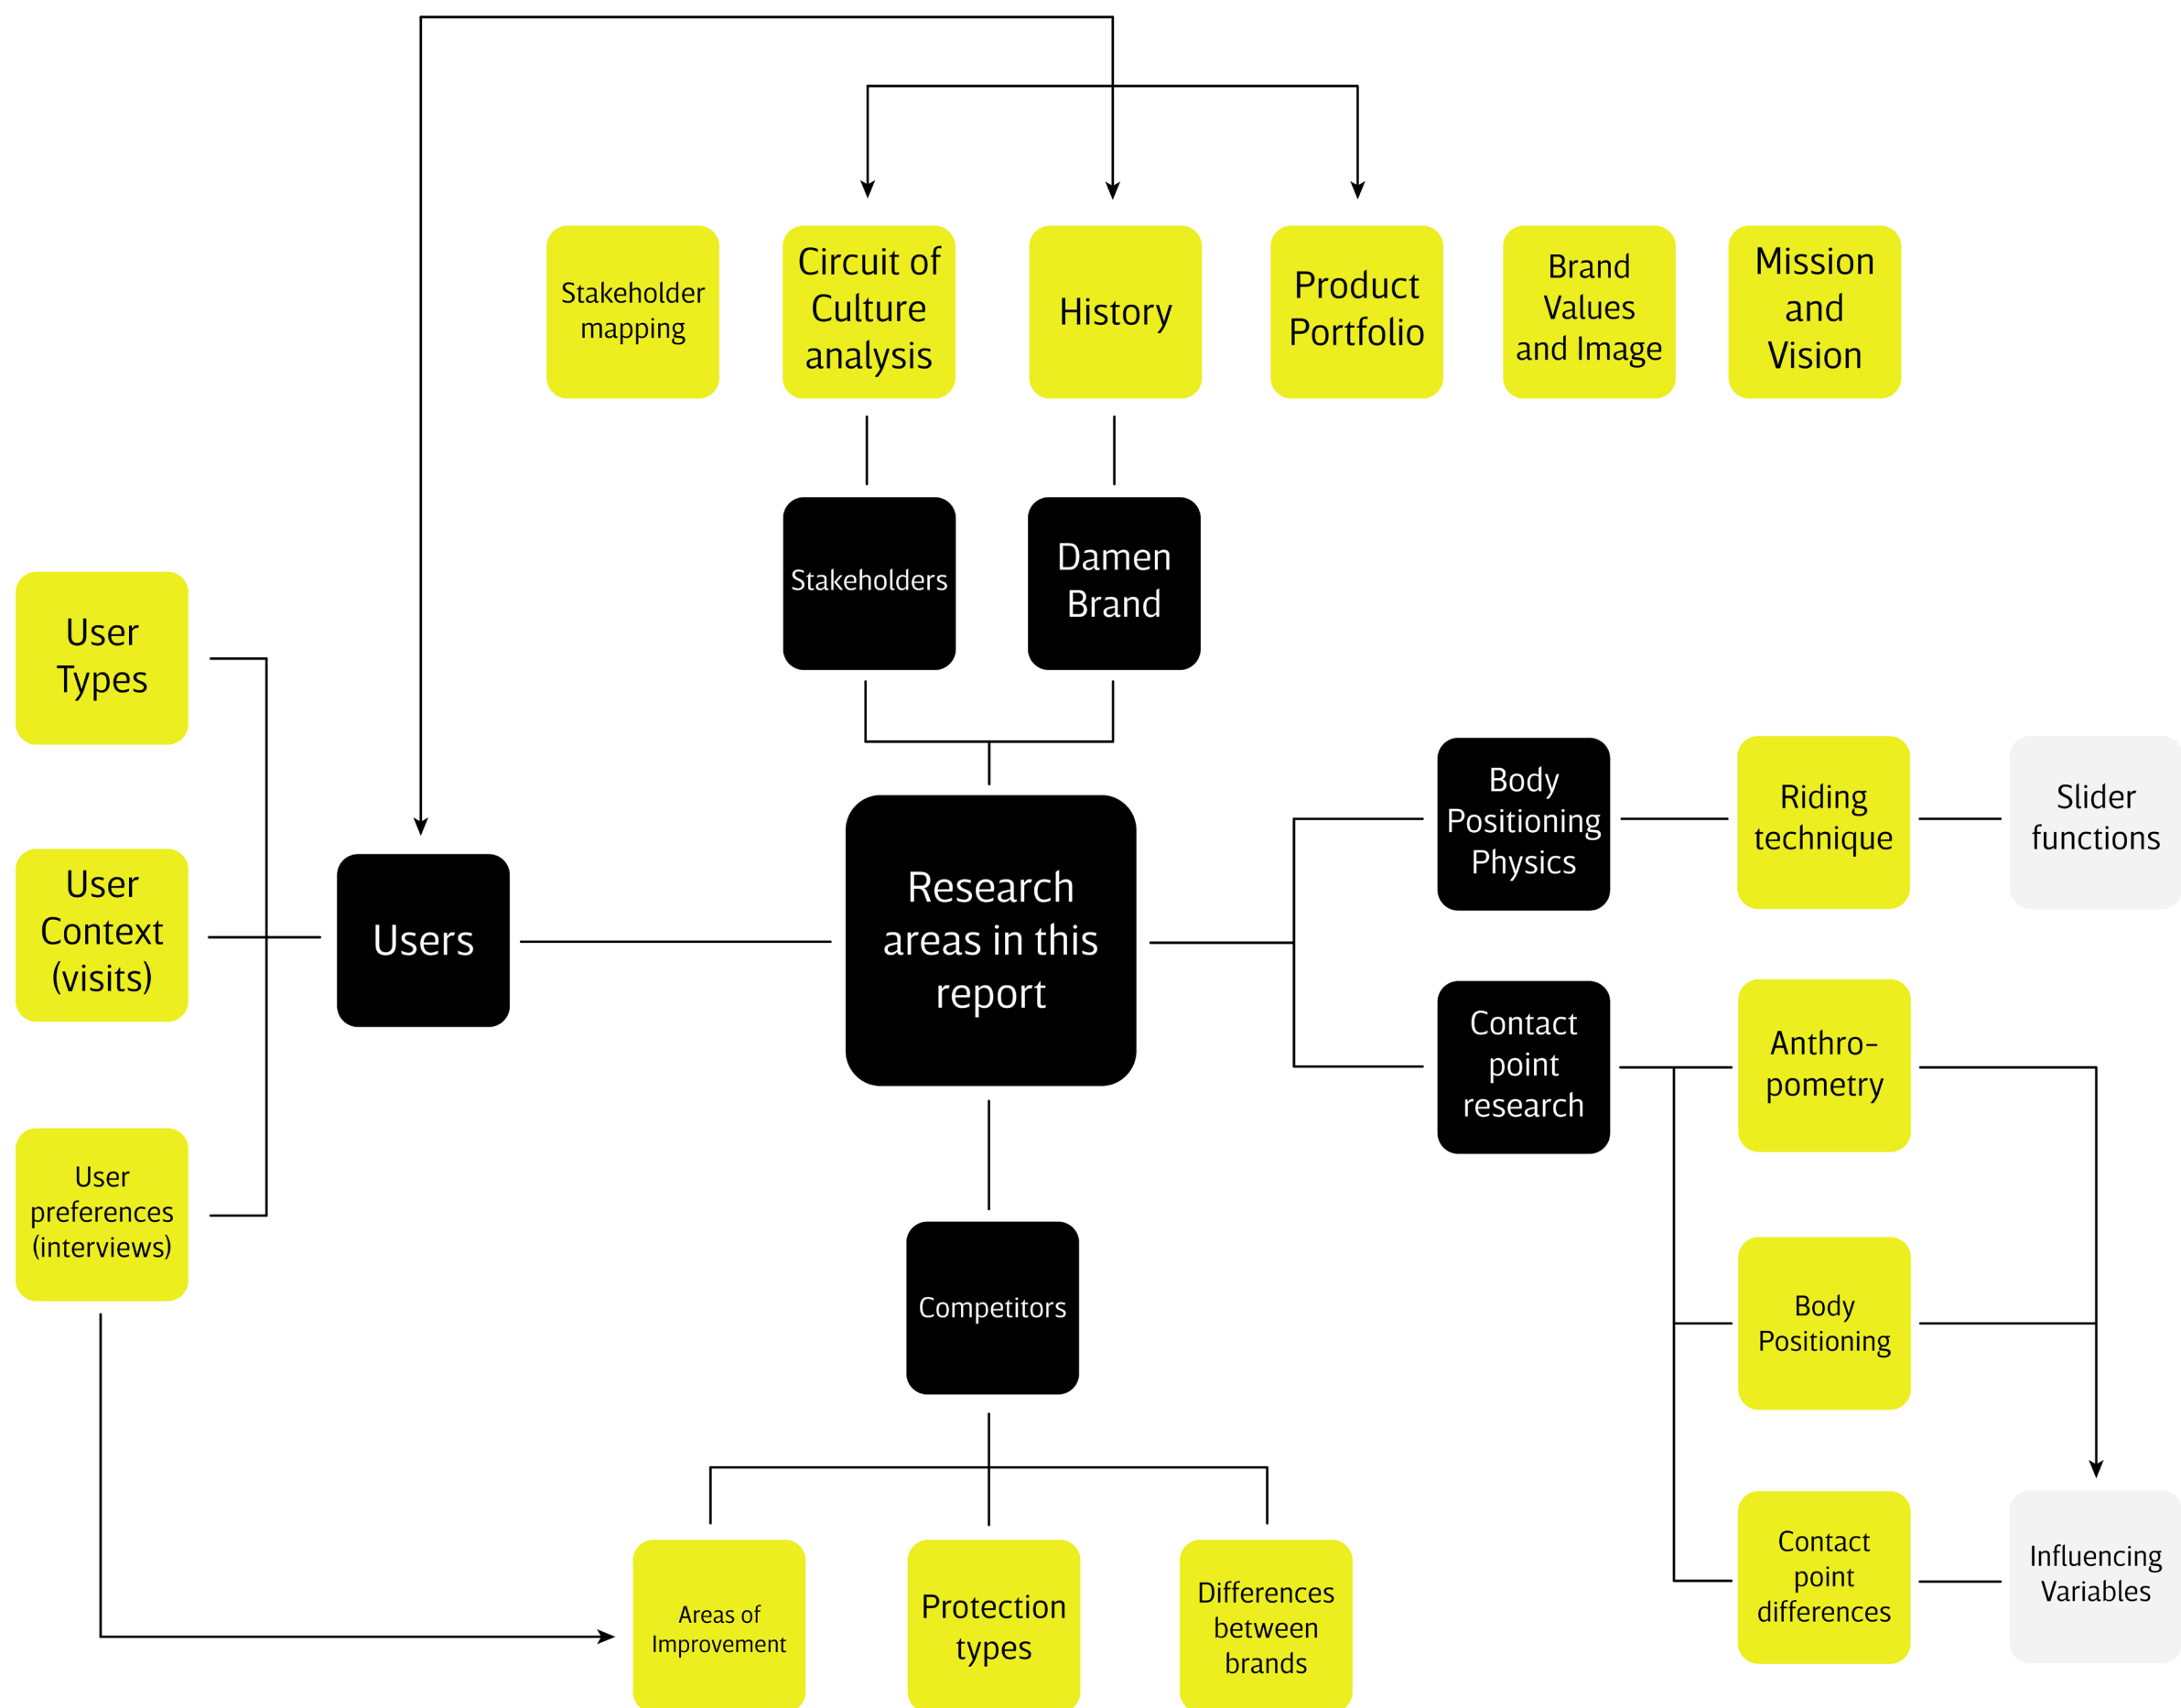 Stakeholder
mapping
Circuit of
Culture
analysis
History
Product
Portfolio
Brand
Values
and Image
Mission
and
Vision
Stakeholders
Damen
Brand
User
Types
User
Context
(visits)
User
preferences
(interviews)
Users
Research
areas in this
report
Body
Positioning
Physics
Riding
technique
Slider
functions
Contact
point
research
Anthro-
pometry
Body
Positioning
Contact
point
differences
Influencing
Variables
Competitors
Areas of
Improvement
Protection
types
Differences
between
brands